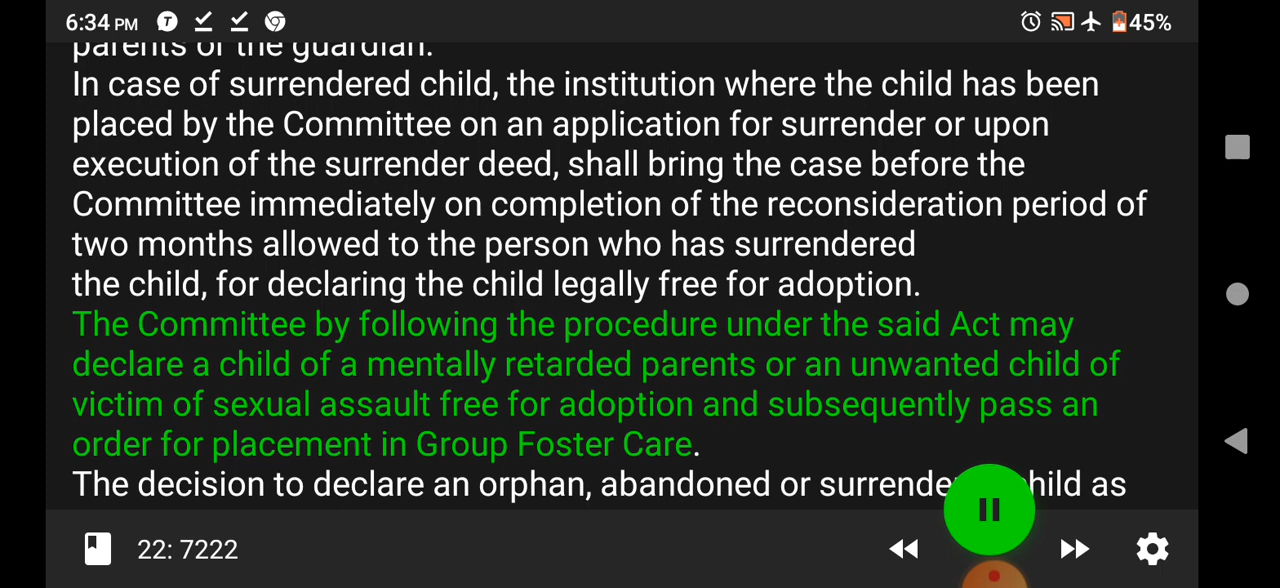 6:34 PM
45%
parents or the guardian.
In case of surrendered child, the institution where the child has been
placed by the Committee on an application for surrender or upon
execution of the surrender deed, shall bring the case before the
Committee immediately on completion of the reconsideration period of
two months allowed to the person who has surrendered
the child, for declaring the child legally free for adoption.
The Committee by following the procedure under the said Act may
declare a child of a mentally retarded parents or an unwanted child of
victim of sexual assault free for adoption and subsequently pass an
order for placement in Group Foster Care.
The decision to declare an orphan, abandoned or child as
22: 7222